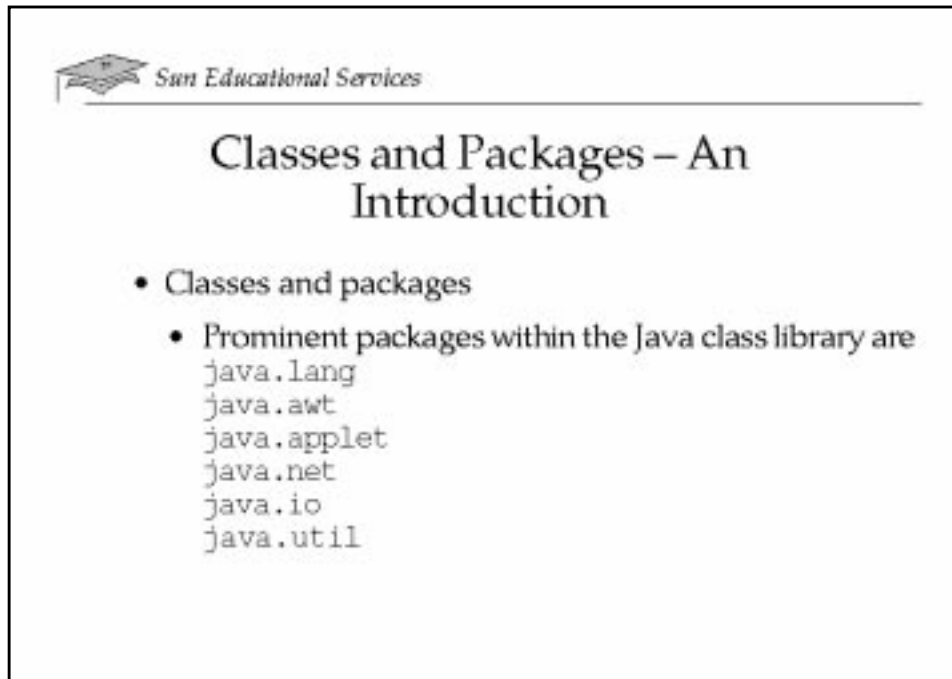 Sun Educational Services
Classes and Packages – An
Introduction
• Classes and packages
• Prominent packages within the Java class library are
java.lang
java.awt
java.applet
java.net
java.io
java.util